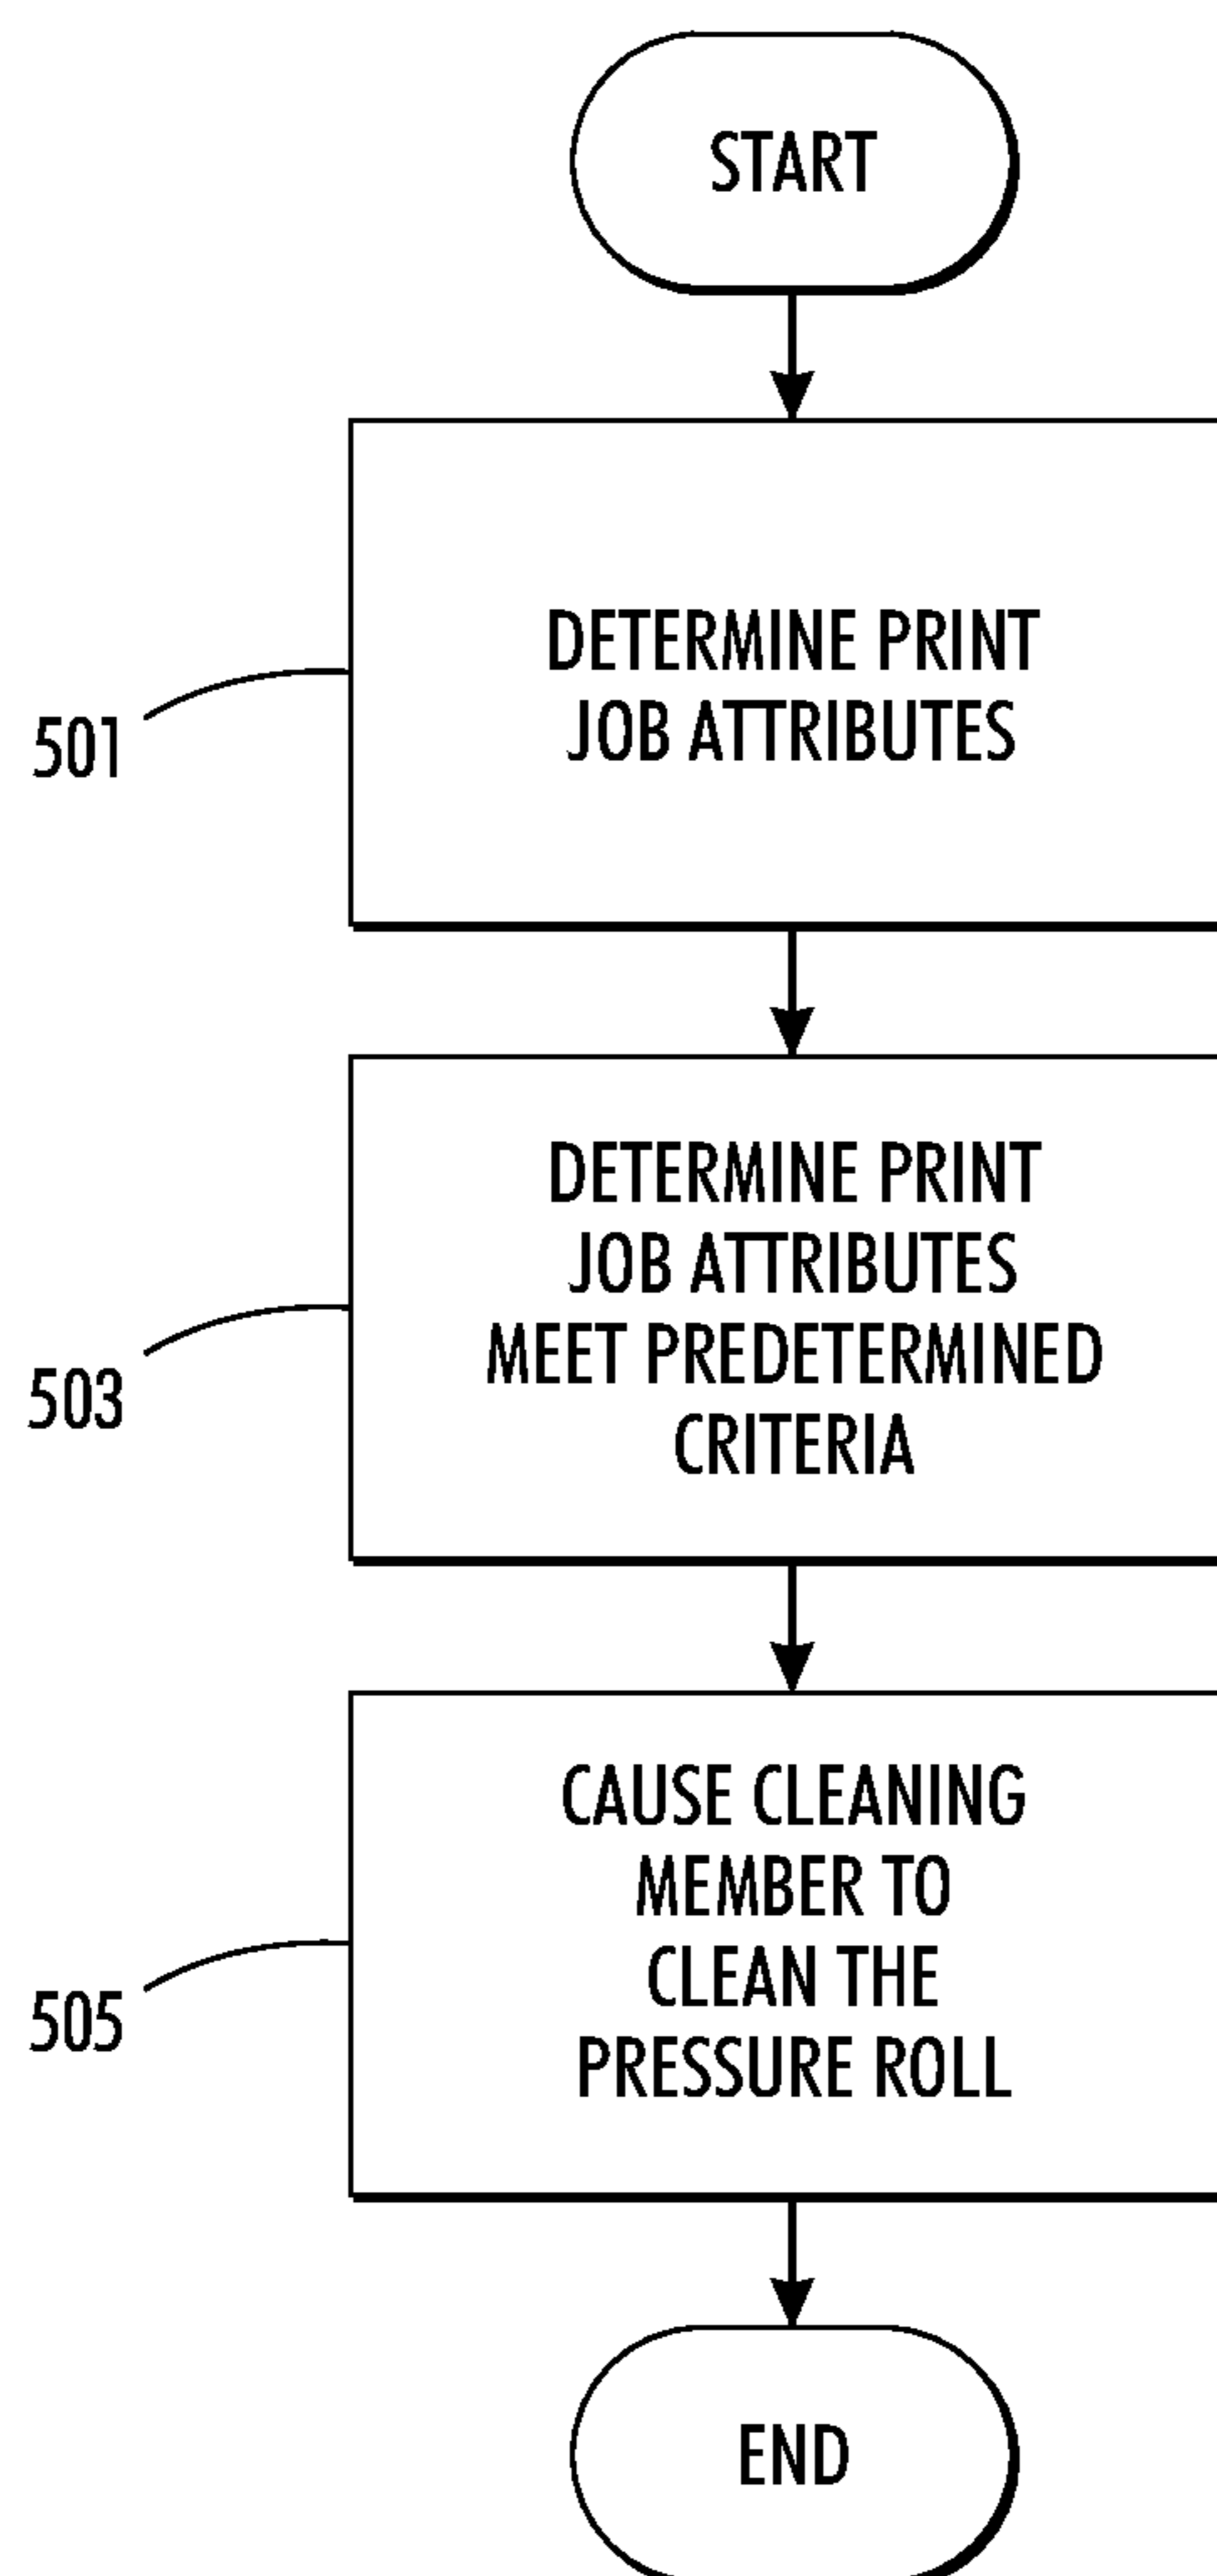 START
DETERMINE PRINT
JOB ATTRIBUTES
501
DETERMINE PRINT
JOB ATTRIBUTES
MEET PREDETERMINED
CRITERIA
503
CAUSE CLEANING
MEMBER TO
CLEAN THE
PRESSURE ROLL
505
END